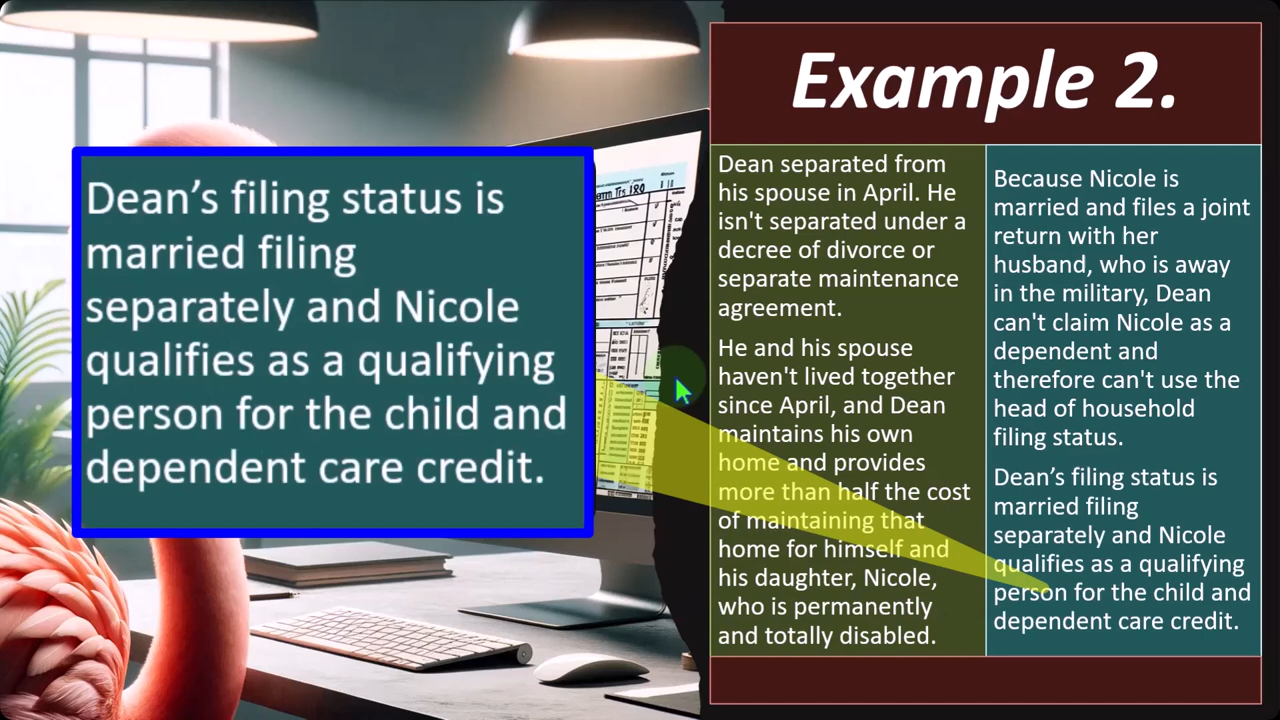 Example 2.
Dean’s filing status is
married filing
separately and Nicole
qualifies as a qualifying
person for the child and
dependent care credit.
Dean separated from
his spouse in April. He
isn't separated under a
decree of divorce or
separate maintenance
agreement.
He and his spouse
haven't lived together
since April, and Dean
maintains his own
home and provides
more than half the cost
of maintaining that
home for himself and
his daughter, Nicole,
who is permanently
and totally disabled.
Because Nicole is
married and files a joint
return with her
husband, who is away
in the military, Dean
can't claim Nicole as a
dependent and
therefore can't use the
head of household
filing status.
Dean’s filing status is
married filing
separately and Nicole
qualifies as a qualifying
person for the child and
dependent care credit.